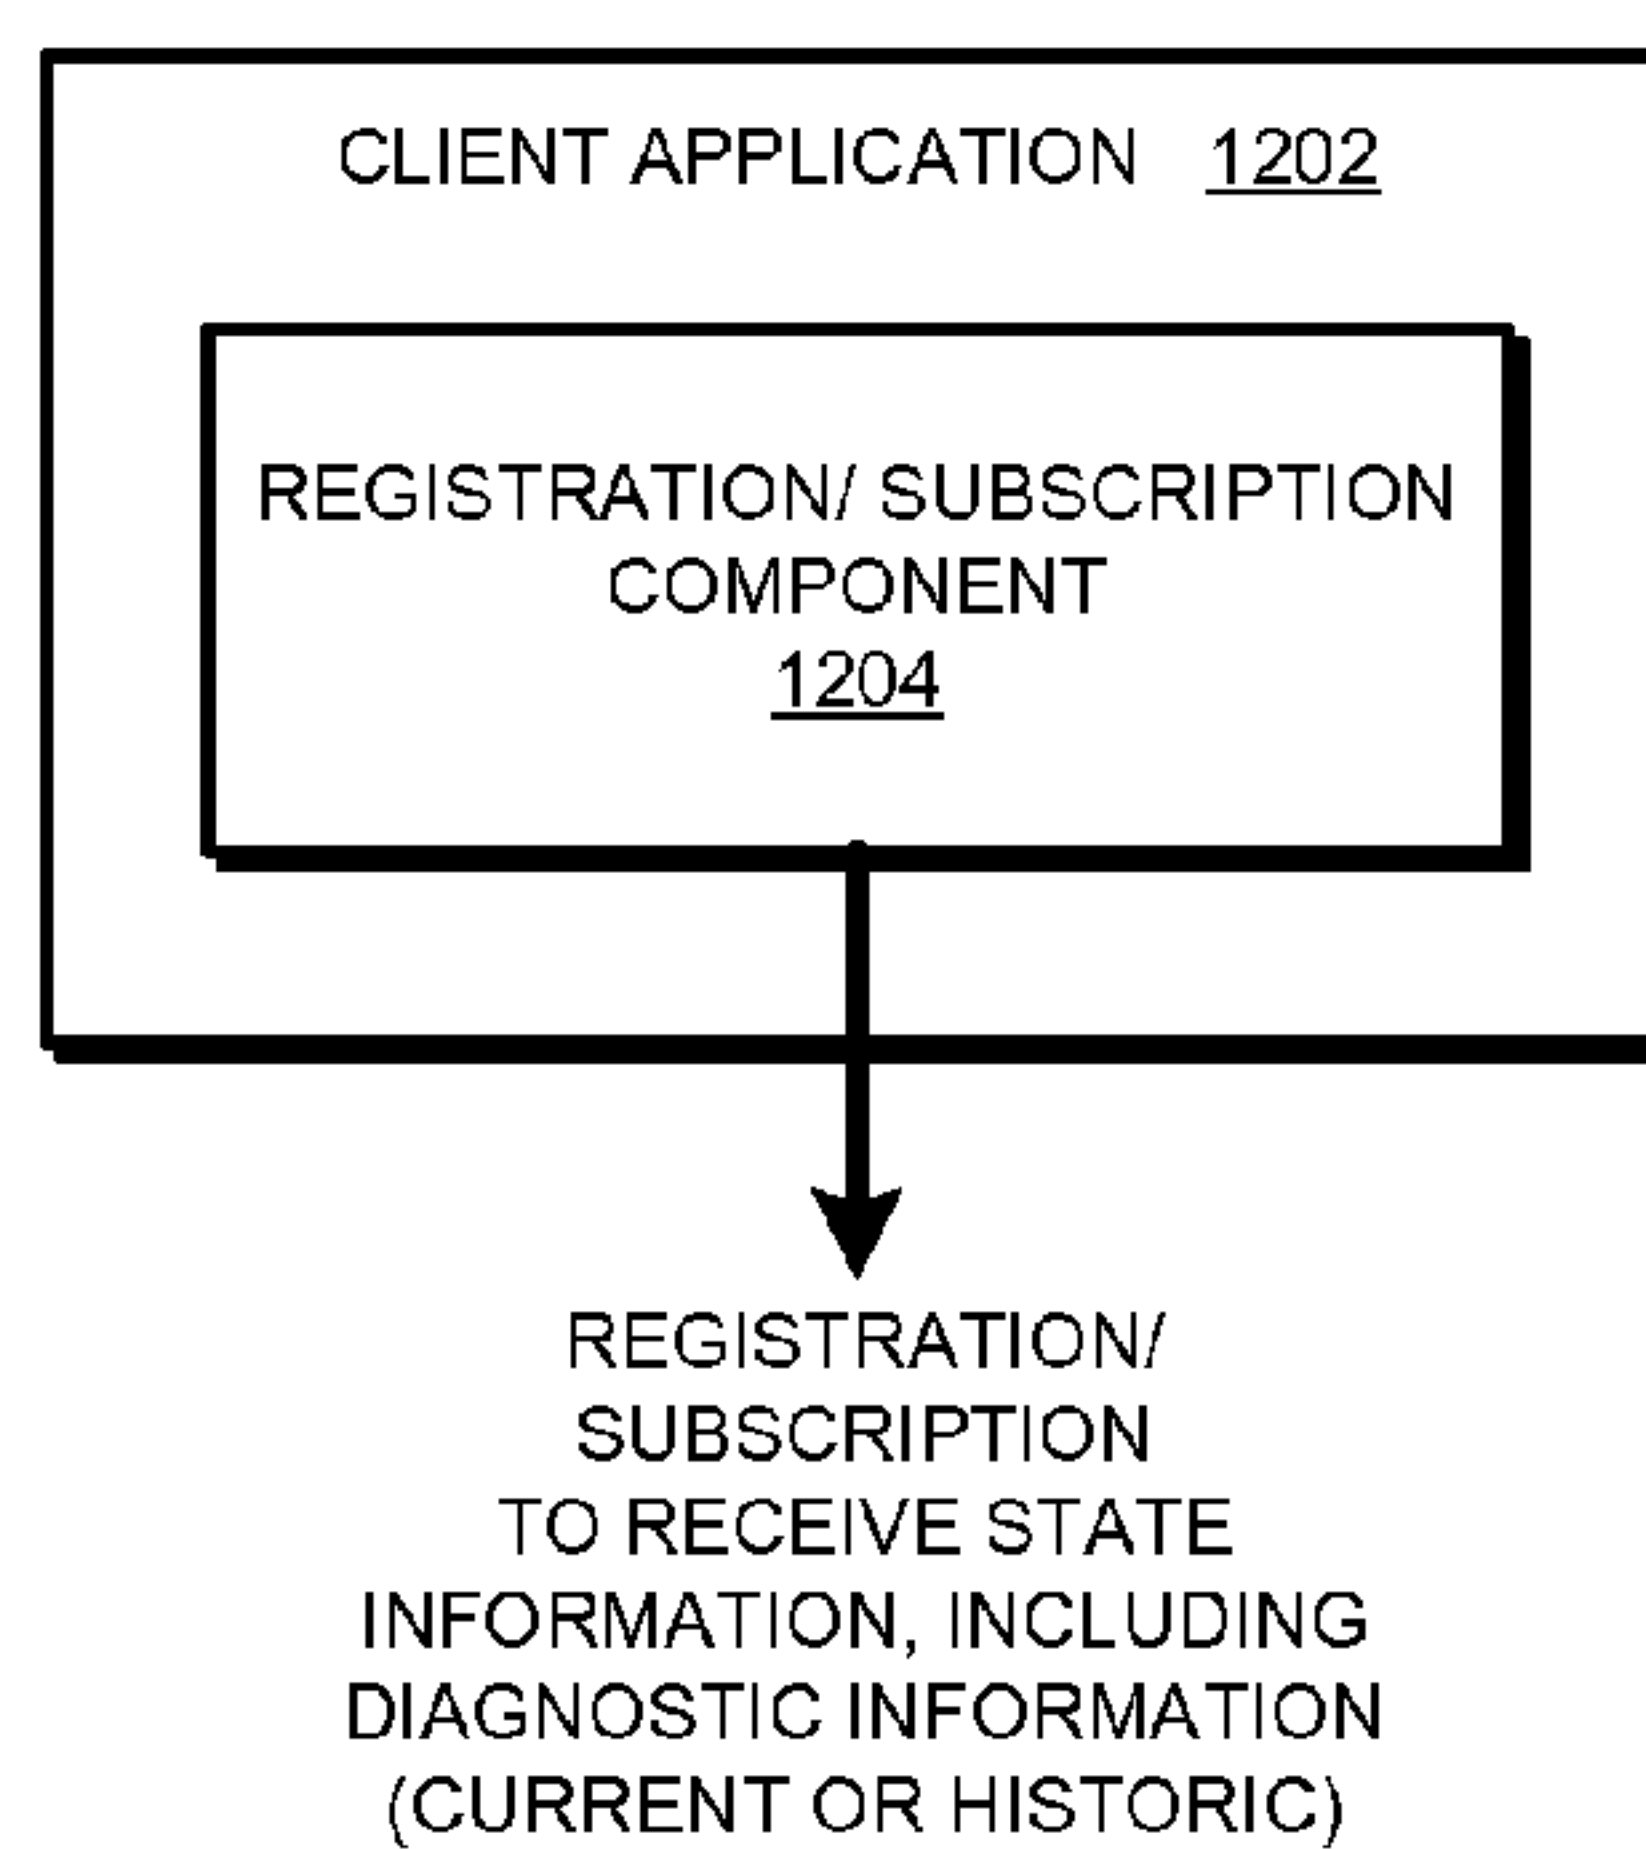 CLIENT APPLICATION 1202
REGISTRATION/ SUBSCRIPTION
COMPONENT
1204
REGISTRATION/
SUBSCRIPTION
TO RECEIVE STATE
INFORMATION, INCLUDING
DIAGNOSTIC INFORMATION
(CURRENT OR HISTORIC)